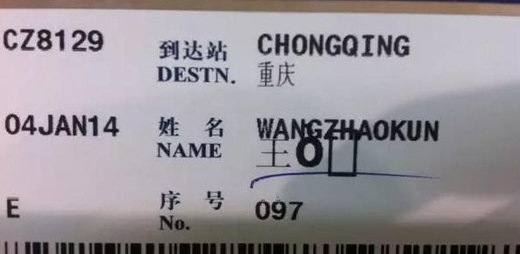 CZ8129 到达站 CHONGQING
DESTN. 重庆
04JAN14 姓 名 WANGZHAOKUN
NAME 王
E 序 号 097
No.